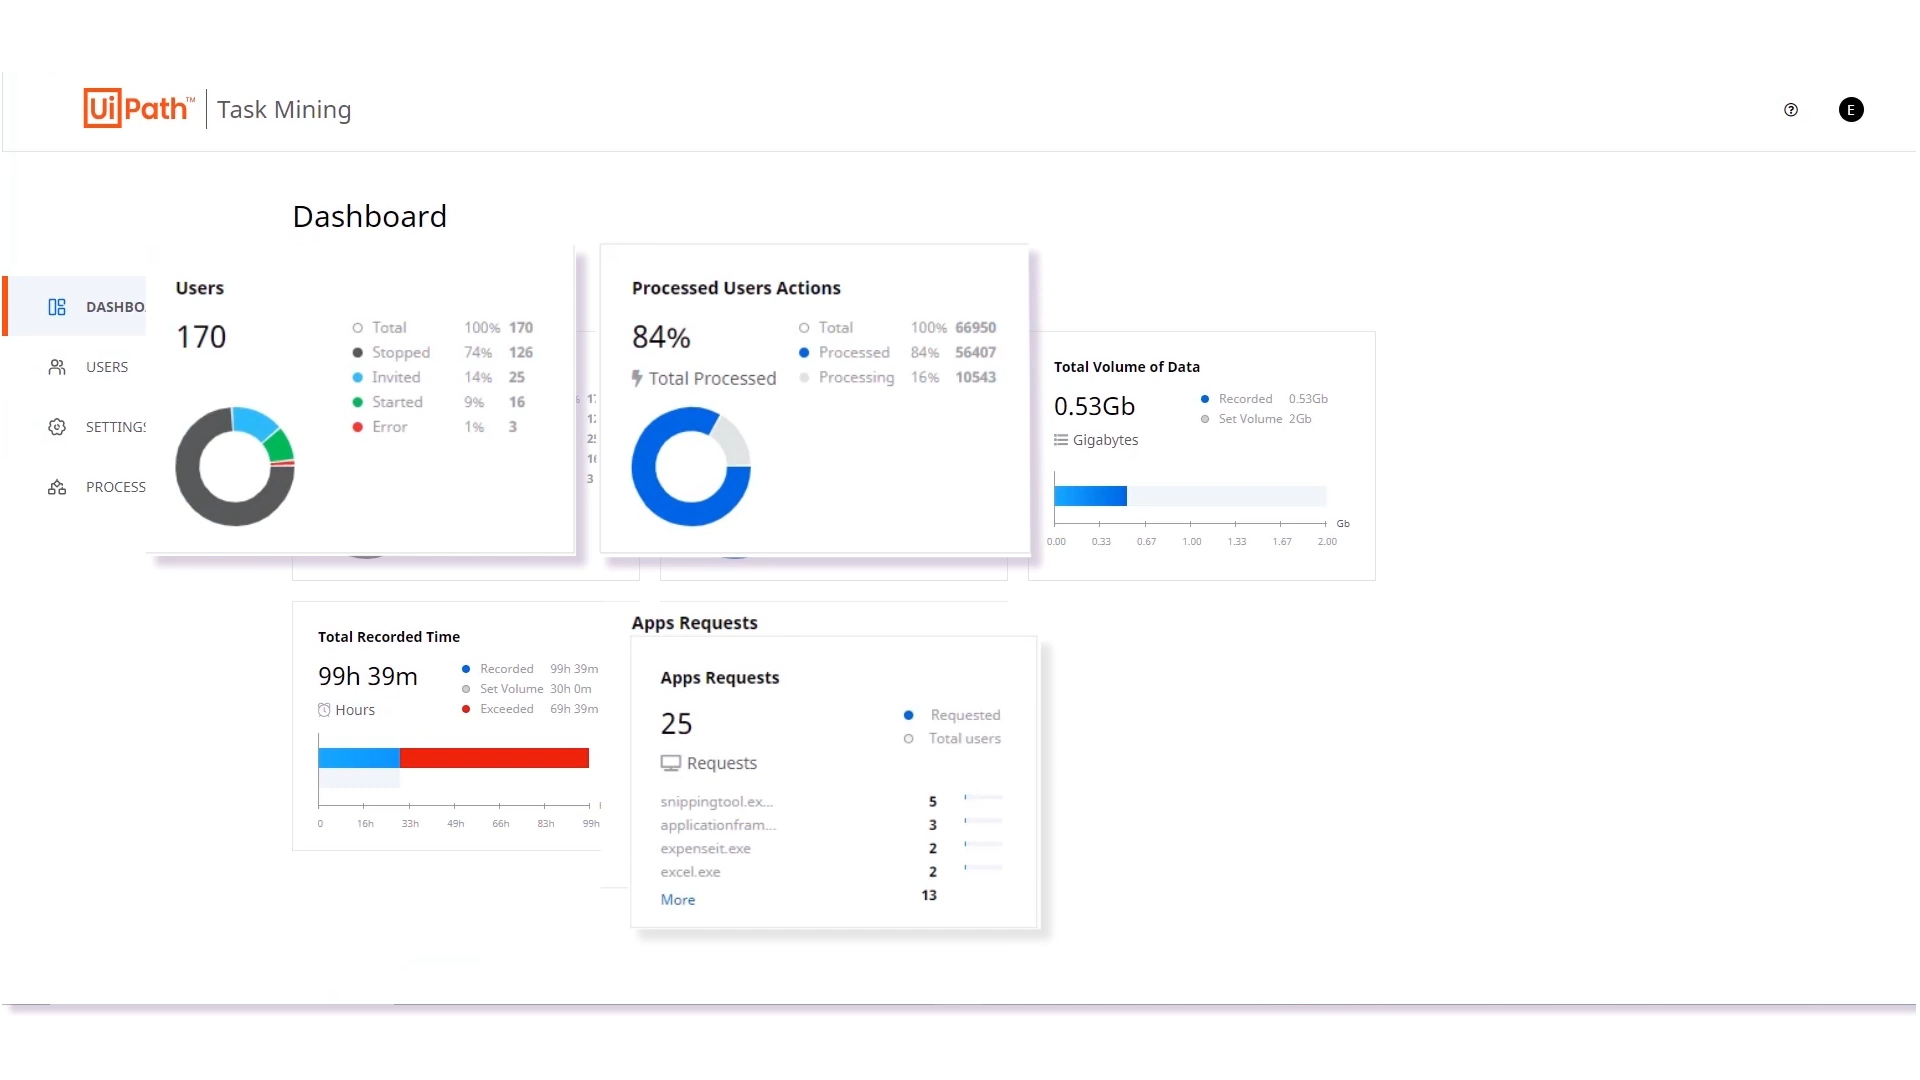 UiPath™ | Task Mining
E
Dashboard
DASHBO
USERS
SETTINGS
PROCESS
Users
170
Total 100% 170
Stopped 74% 126
Invited 14% 25
Started 9% 16
Error 1% 3
Processed Users Actions
84%
Total Processed
Total 100% 66950
Processed 84% 56407
Processing 16% 10543
Total Volume of Data
0.53Gb
Gigabytes
Recorded 0.53Gb
Set Volume 2Gb
Gb
0.00 0.33 0.67 1.00 1.33 1.67 2.00
Total Recorded Time
99h 39m
Hours
Recorded 99h 39m
Set Volume 30h 0m
Exceeded 69h 39m
0 16h 33h 49h 66h 83h 99h
Apps Requests
Apps Requests
25
Requests
Requested
Total users
snippingtool.ex... 5
applicationfram... 3
expenseit.exe 2
excel.exe 2
More 13